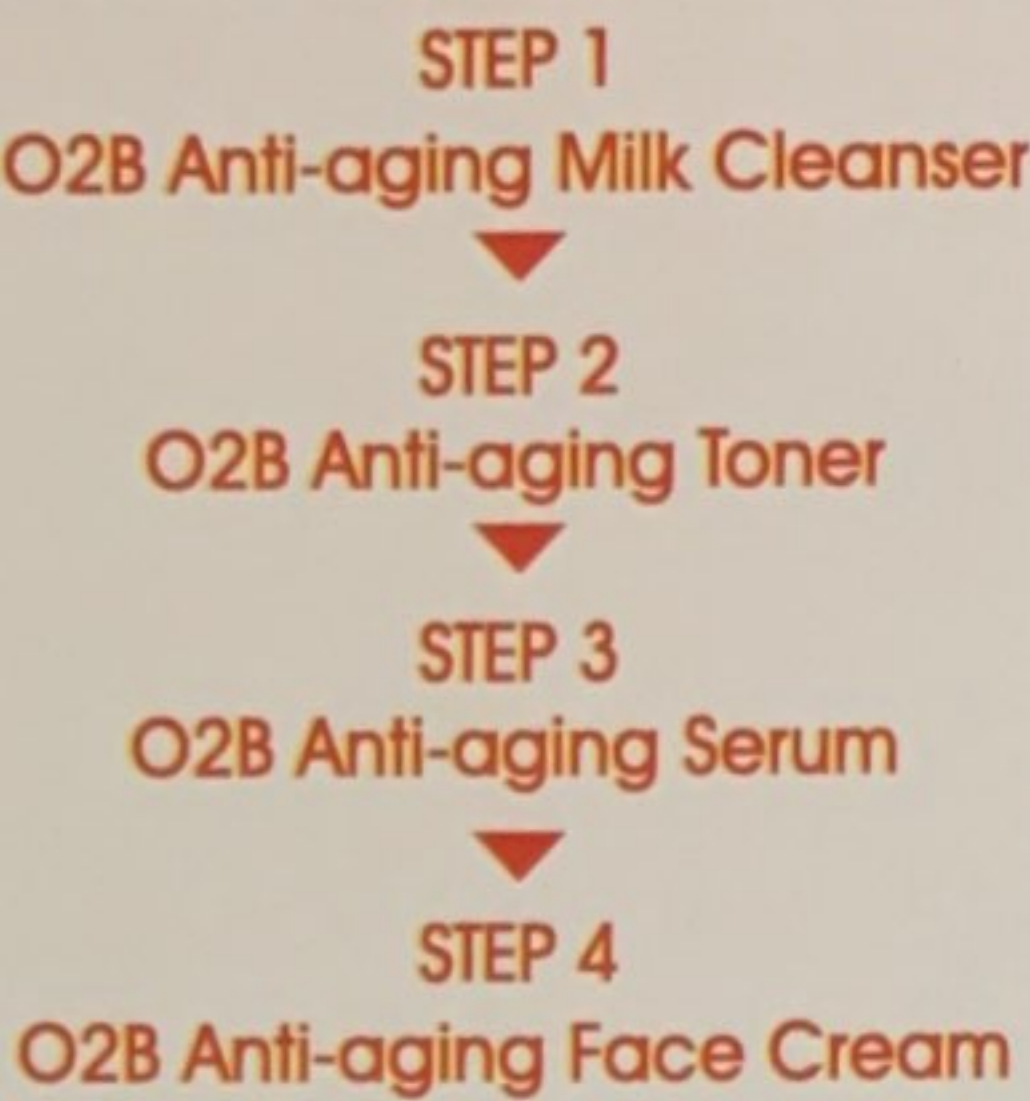 STEP 1
O2B Anti-aging Milk Cleanser
STEP 2
O2B Anti-aging Toner
STEP 3
O2B Anti-aging Serum
STEP 4
O2B Anti-aging Face Cream